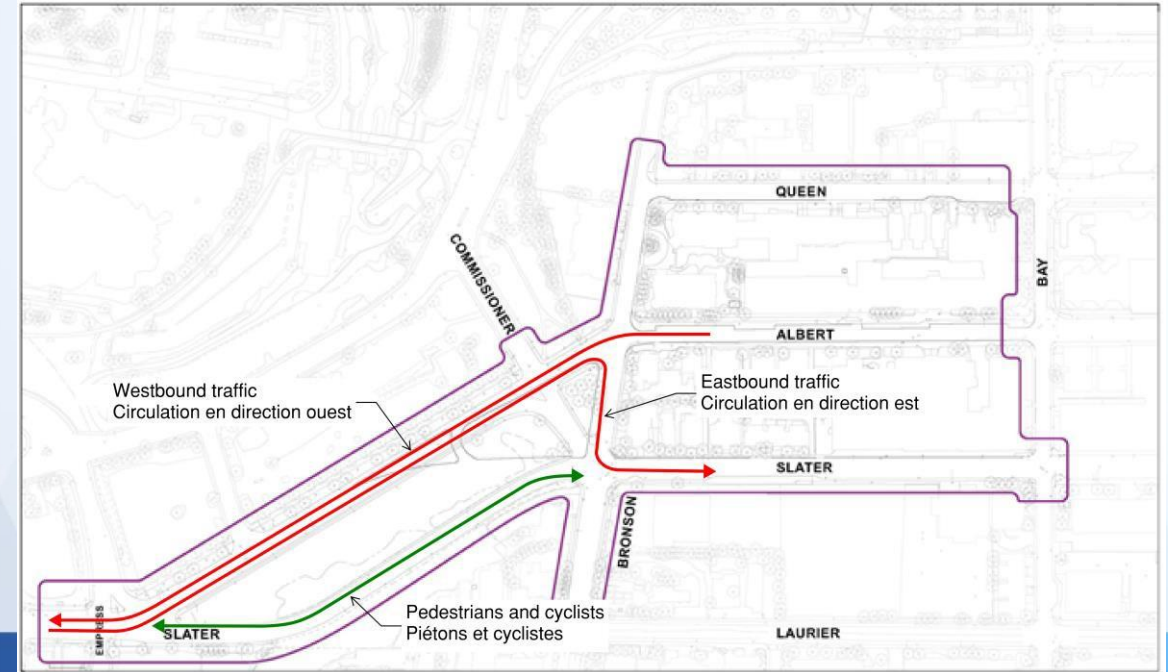 QUEEN
COMMISSIONER
BAY
ALBERT
Westbound traffic
Circulation en direction ouest
Eastbound traffic
Circulation en direction est
SLATER
BRONSON
Pedestrians and cyclists
Piétons et cyclistes
EMPRESS
SLATER
LAURIER